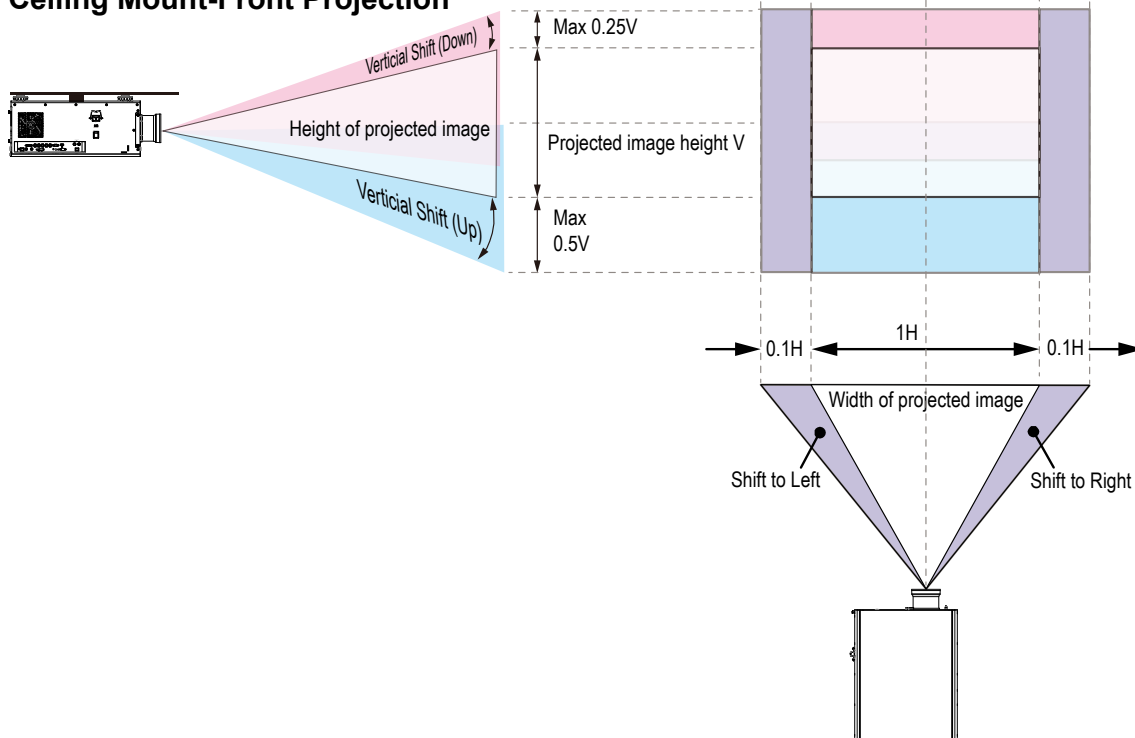 Ceiling Mount-Front Projection
Verticial Shift (Down)
Max 0.25V
Height of projected image
Projected image height V
Verticial Shift (Up)
Max
0.5V
0.1H
1H
0.1H
Width of projected image
Shift to Left
Shift to Right